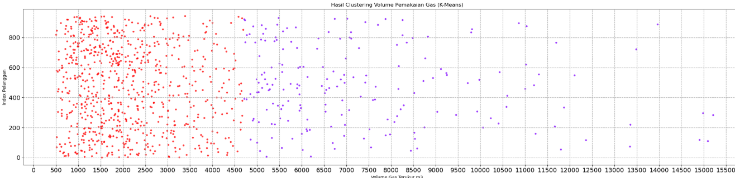 Hasil Clustering Volume Pemakaian Gas (K-Means)
800
600
400
200
0
Index Pelanggan
0 500 1000 1500 2000 2500 3000 3500 4000 4500 5000 5500 6000 6500 7000 7500 8000 8500 9000 9500 10000 10500 11000 11500 12000 12500 13000 13500 14000 14500 15000 15500
Volume Gas